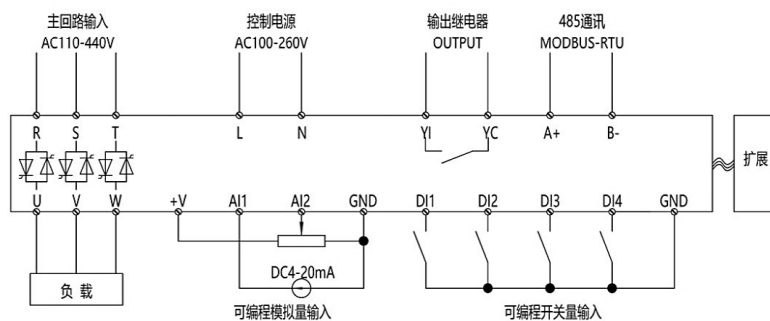 主回路输入
AC110-440V
控制电源
AC100-260V
输出继电器
OUTPUT
485通讯
MODBUS-RTU
R S T L N YI YC A+ B-
扩展
U V W +V AI1 AI2 GND DI1 DI2 DI3 DI4 GND
DC4-20mA
负 载
可编程模拟量输入
可编程开关量输入